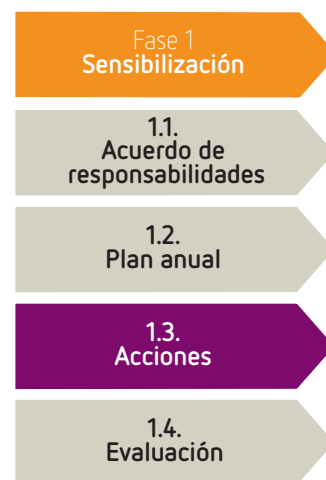 Fase 1
Sensibilización
1.1.
Acuerdo de
responsabilidades
1.2.
Plan anual
1.3.
Acciones
1.4.
Evaluación